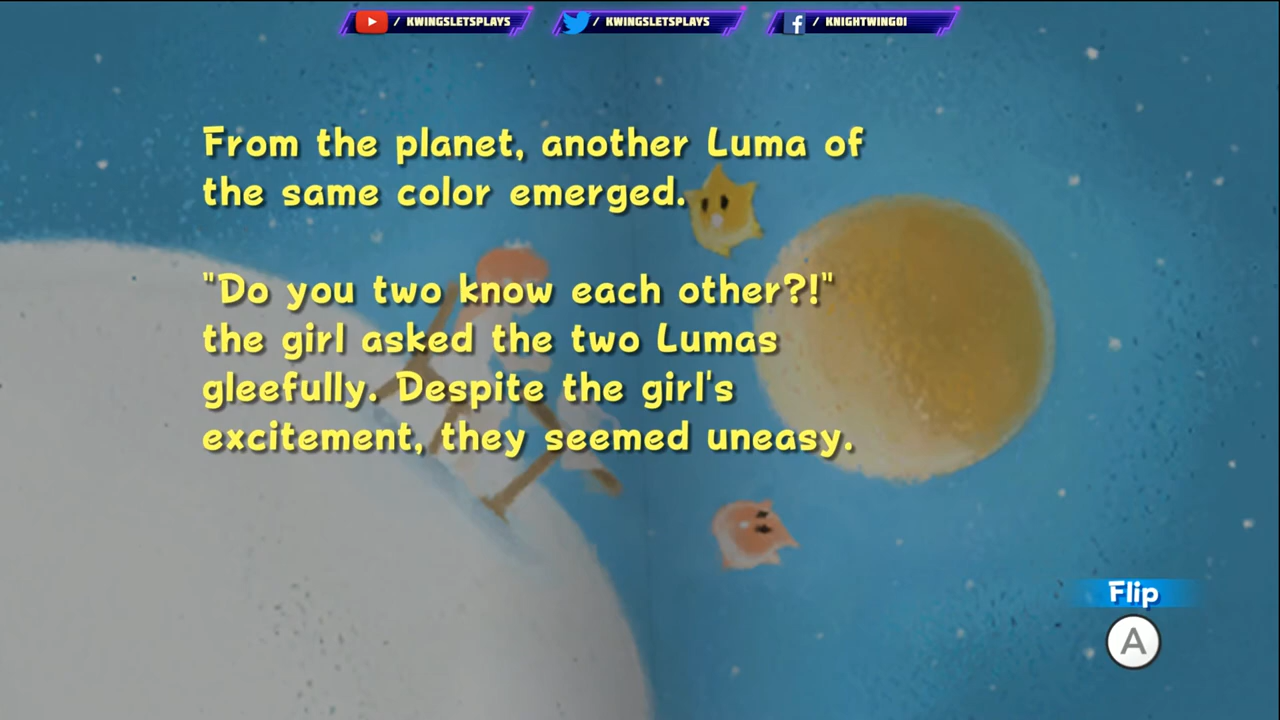 / KWINGSLETSPLAYS
/ KWINGSLETSPLAYS
/ KNIGHTWING01
From the planet, another Luma of
the same color emerged.
"Do you two know each other?!"
the girl asked the two Lumas
gleefully. Despite the girl's
excitement, they seemed uneasy.
Flip
A